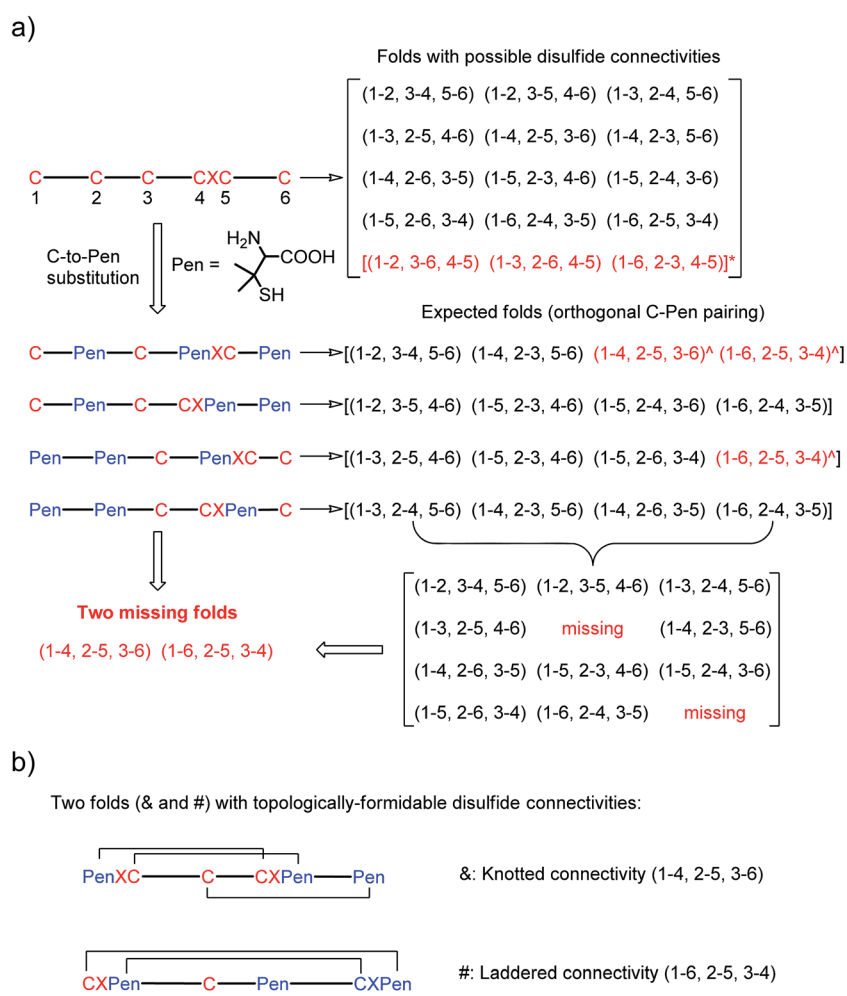 a)
Folds with possible disulfide connectivities
(1-2, 3-4, 5-6) (1-2, 3-5, 4-6) (1-3, 2-4, 5-6)
(1-3, 2-5, 4-6) (1-4, 2-5, 3-6) (1-4, 2-3, 5-6)
C C C CXC C
1 2 3 4 5 6
(1-4, 2-6, 3-5) (1-5, 2-3, 4-6) (1-5, 2-4, 3-6)
(1-5, 2-6, 3-4) (1-6, 2-4, 3-5) (1-6, 2-5, 3-4)
[(1-2, 3-6, 4-5) (1-3, 2-6, 4-5) (1-6, 2-3, 4-5)]*
C-to-Pen
substitution
Pen =
H₂N
COOH
SH
Expected folds (orthogonal C-Pen pairing)
C Pen C PenXC Pen [(1-2, 3-4, 5-6) (1-4, 2-3, 5-6) (1-4, 2-5, 3-6)^ (1-6, 2-5, 3-4)^]
C Pen C CXPen Pen [(1-2, 3-5, 4-6) (1-5, 2-3, 4-6) (1-5, 2-4, 3-6) (1-6, 2-4, 3-5)]
Pen Pen C PenXC C [(1-3, 2-5, 4-6) (1-5, 2-3, 4-6) (1-5, 2-6, 3-4) (1-6, 2-5, 3-4)^]
Pen Pen C CXPen C [(1-3, 2-4, 5-6) (1-4, 2-3, 5-6) (1-4, 2-6, 3-5) (1-6, 2-4, 3-5)]
(1-2, 3-4, 5-6) (1-2, 3-5, 4-6) (1-3, 2-4, 5-6)
(1-3, 2-5, 4-6) missing (1-4, 2-3, 5-6)
(1-4, 2-6, 3-5) (1-5, 2-3, 4-6) (1-5, 2-4, 3-6)
(1-5, 2-6, 3-4) (1-6, 2-4, 3-5) missing
Two missing folds
(1-4, 2-5, 3-6) (1-6, 2-5, 3-4)
b)
Two folds (& and #) with topologically-formidable disulfide connectivities:
PenXC C CXPen Pen
&: Knotted connectivity (1-4, 2-5, 3-6)
CXPen C Pen CXPen
#: Laddered connectivity (1-6, 2-5, 3-4)